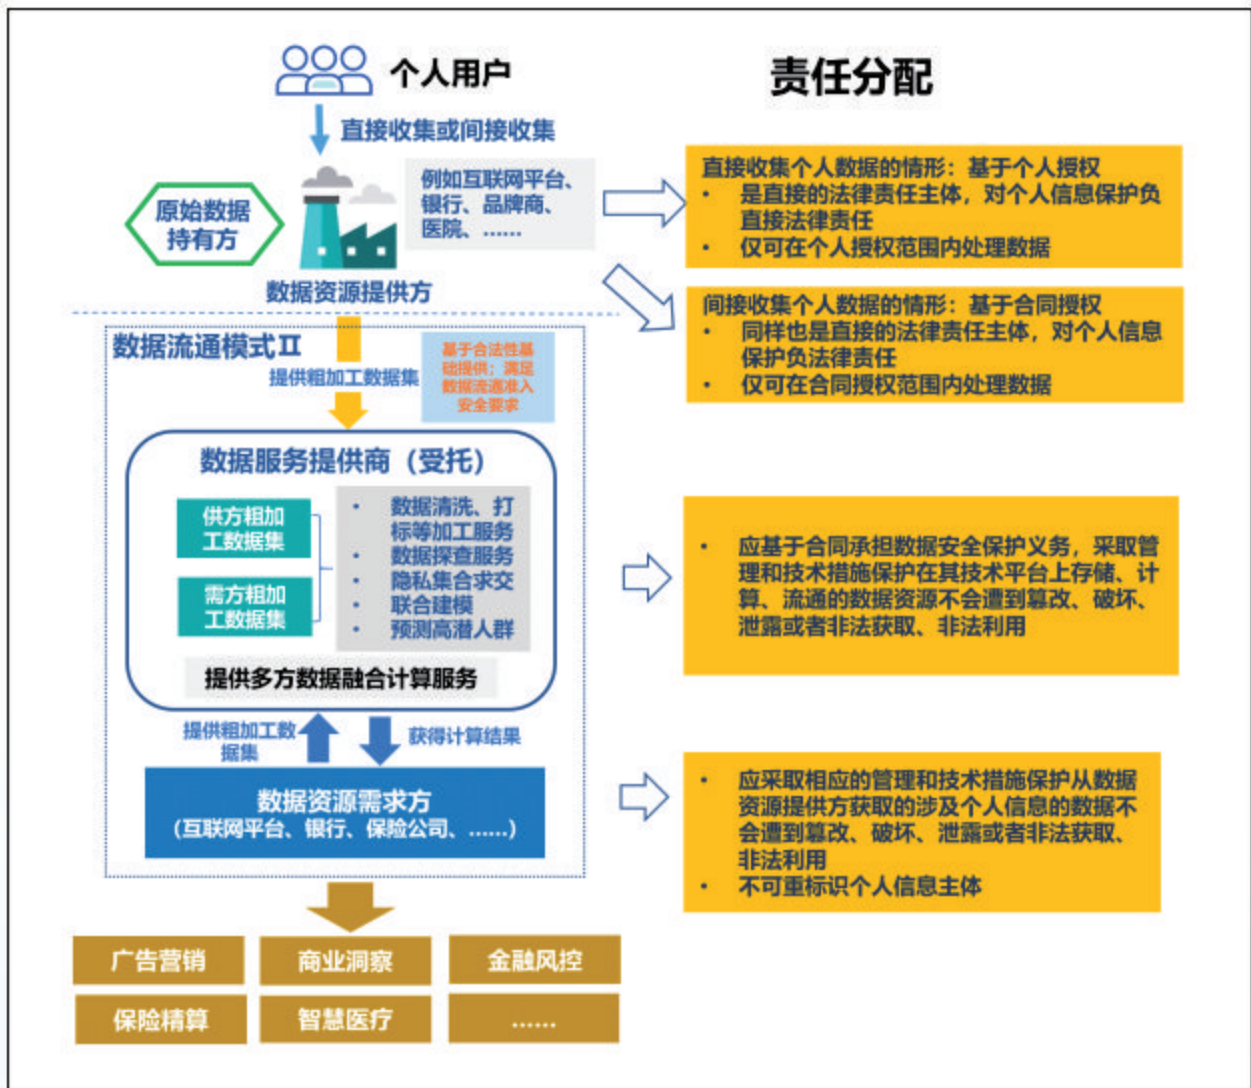 个人用户
责任分配
直接收集或间接收集
原始数据
持有方
例如互联网平台、
银行、品牌商、
医院、……
数据资源提供方
直接收集个人数据的情形：基于个人授权
• 是直接的法律责任主体，对个人信息保护负
直接法律责任
• 仅可在个人授权范围内处理数据
间接收集个人数据的情形：基于合同授权
• 同样也是直接的法律责任主体，对个人信息
保护负法律责任
• 仅可在合同授权范围内处理数据
数据流通模式Ⅱ
提供粗加工数据集
基于合法性基
础提供；满足
数据流通准入
安全要求
数据服务提供商（受托）
供方粗加
工数据集
需方粗加
工数据集
• 数据清洗、打
标等加工服务
• 数据探查服务
• 隐私集合求交
• 联合建模
• 预测高潜人群
提供多方数据融合计算服务
• 应基于合同承担数据安全保护义务，采取管
理和技术措施保护在其技术平台上存储、计
算、流通的数据资源不会遭到篡改、破坏、
泄露或者非法获取、非法利用
提供粗加工数
据集
获得计算结果
数据资源需求方
（互联网平台、银行、保险公司、……）
• 应采取相应的管理和技术措施保护从数据
资源提供方获取的涉及个人信息的数据不
会遭到篡改、破坏、泄露或者非法获取、
非法利用
• 不可重标识个人信息主体
广告营销
商业洞察
金融风控
保险精算
智慧医疗
……